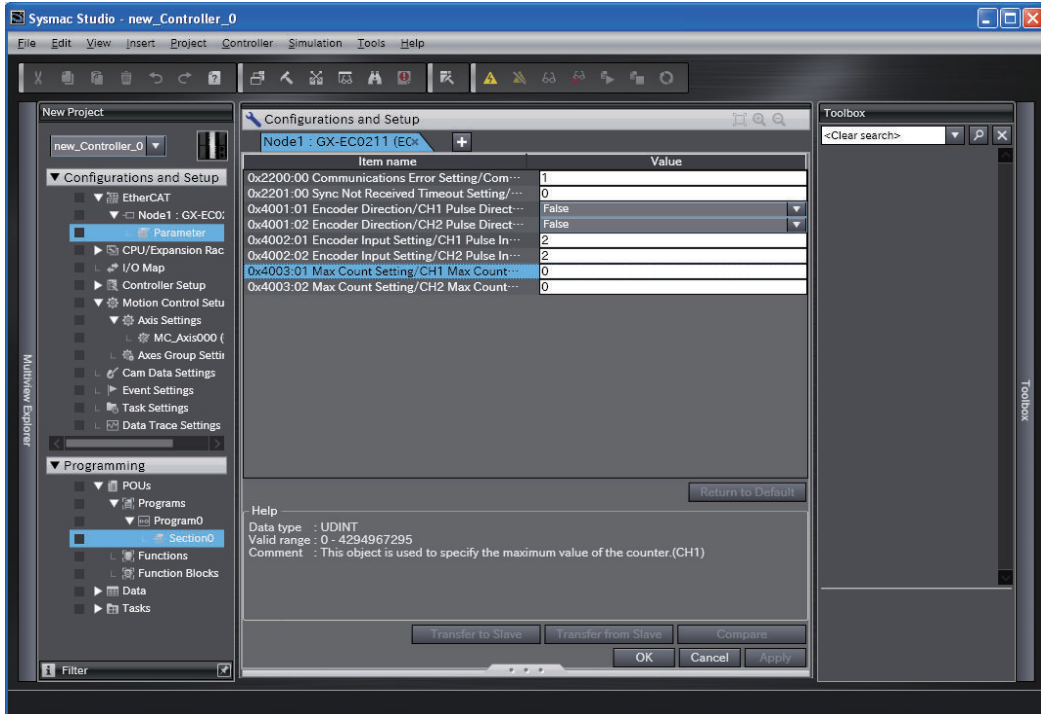 Sysmac Studio - new_Controller_0
File Edit View Insert Project Controller Simulation Tools Help
New Project
new_Controller_0
Configurations and Setup
EtherCAT
Node1 : GX-EC0
Parameter
CPU/Expansion Rac
I/O Map
Controller Setup
Motion Control Setu
Axis Settings
MC_Axis000 (
Axes Group Settin
Cam Data Settings
Event Settings
Task Settings
Data Trace Settings
Programming
POUs
Programs
Program0
Section0
Functions
Function Blocks
Data
Tasks
Filter
Multiview Explorer
Configurations and Setup
Node1 : GX-EC0211 (EC
Item name Value
0x2200:00 Communications Error Setting/Com··· 1
0x2201:00 Sync Not Received Timeout Setting/··· 0
0x4001:01 Encoder Direction/CH1 Pulse Direct··· False
0x4001:02 Encoder Direction/CH2 Pulse Direct··· False
0x4002:01 Encoder Input Setting/CH1 Pulse In··· 2
0x4002:02 Encoder Input Setting/CH2 Pulse In··· 2
0x4003:01 Max Count Setting/CH1 Max Count··· 0
0x4003:02 Max Count Setting/CH2 Max Count··· 0
Return to Default
Help
Data type : UDINT
Valid range : 0 - 4294967295
Comment : This object is used to specify the maximum value of the counter.(CH1)
Transfer to Slave Transfer from Slave Compare
OK Cancel Apply
Toolbox
<Clear search>
Toolbox